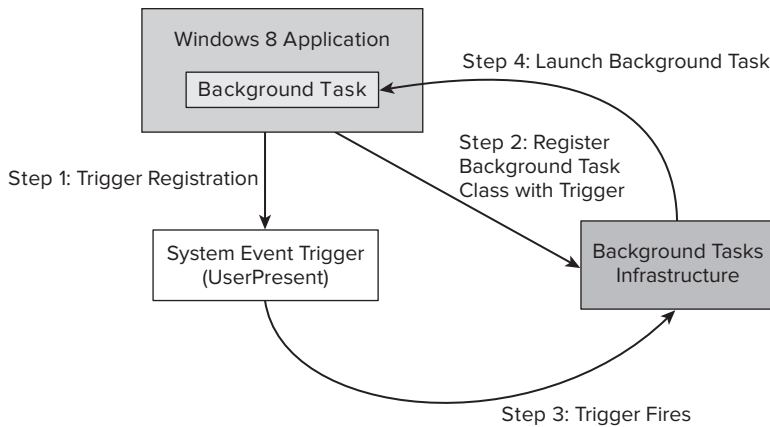 Windows 8 Application
Background Task
Step 4: Launch Background Task
Step 2: Register
Background Task
Class with Trigger
Step 1: Trigger Registration
System Event Trigger
(UserPresent)
Background Tasks
Infrastructure
Step 3: Trigger Fires